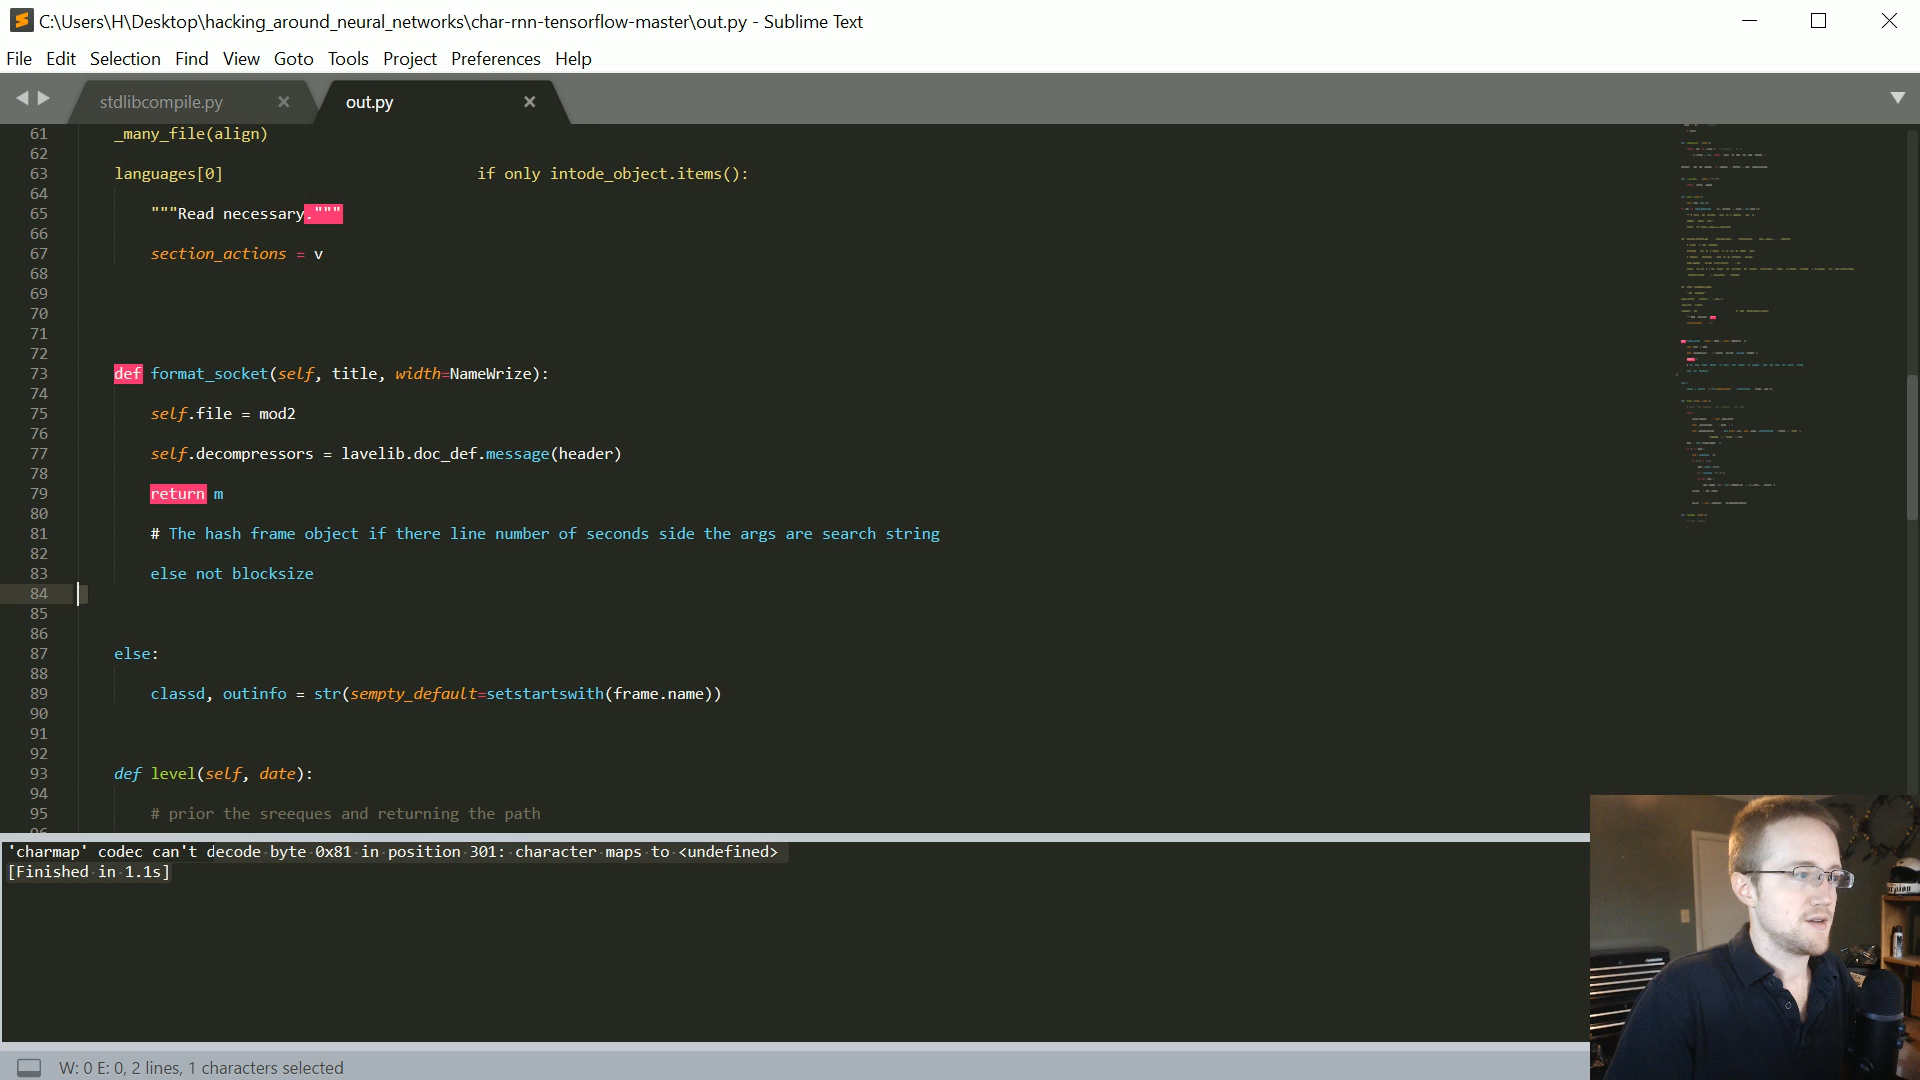 C:\Users\H\Desktop\hacking_around_neural_networks\char-rnn-tensorflow-master\out.py - Sublime Text
File Edit Selection Find View Goto Tools Project Preferences Help
stdlibcompile.py out.py
61 _many_file(align)
62
63 languages[0] if only intode_object.items():
64
65 """Read necessary."""
66
67 section_actions = v
68
69
70
71
72
73 def format_socket(self, title, width=NameWrize):
74
75 self.file = mod2
76
77 self.decompressors = lavelib.doc_def.message(header)
78
79 return m
80
81 # The hash frame object if there line number of seconds side the args are search string
82
83 else not blocksize
84
85
86
87 else:
88
89 classd, outinfo = str(sempty_default=setstartswith(frame.name))
90
91
92
93 def level(self, date):
94
95 # prior the sreeques and returning the path
96
'charmap' codec can't decode byte 0x81 in position 301: character maps to <undefined>
[Finished in 1.1s]
W: 0 E: 0, 2 lines, 1 characters selected